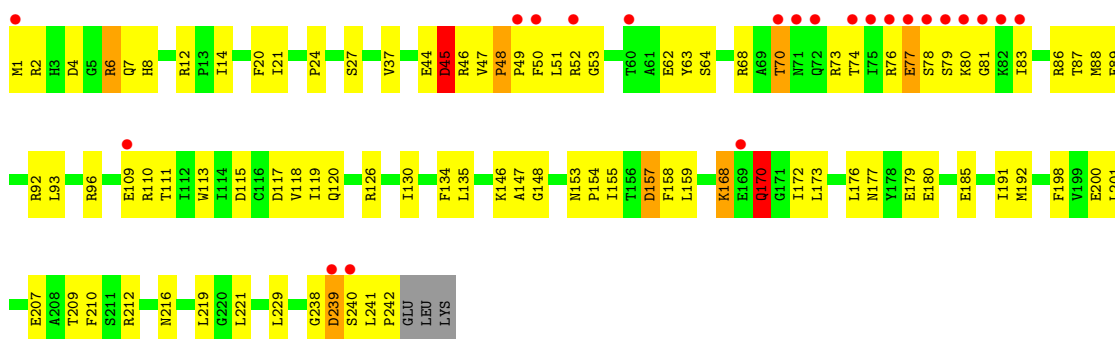 M1 R2 H3 D4 G5 R6 Q7 H8 R12 P13 I14 F20 I21 P24 S27 V37 E44 D45 R46 V47 P48 P49 F50 L51 R52 G53 T60 A61 E62 Y63 S64 R68 A69 T70 N71 Q72 R73 T74 I75 R76 E77 S78 S79 K80 G81 K82 I83 R86 T87 M88
R92 L93 R96 E109 R110 T111 I112 W113 I114 D115 C116 D117 V118 I119 Q120 R126 I130 F134 L135 K146 A147 G148 N153 P154 I155 T156 D157 F158 L159 K168 E169 Q170 G171 I172 L173 L176 N177 Y178 E179 E180 E185 I191 M192 F198 V199 E200
E207 A208 T209 F210 S211 R212 N216 L219 G220 L221 L229 G238 D239 S240 L241 P242 GLU LEU LYS